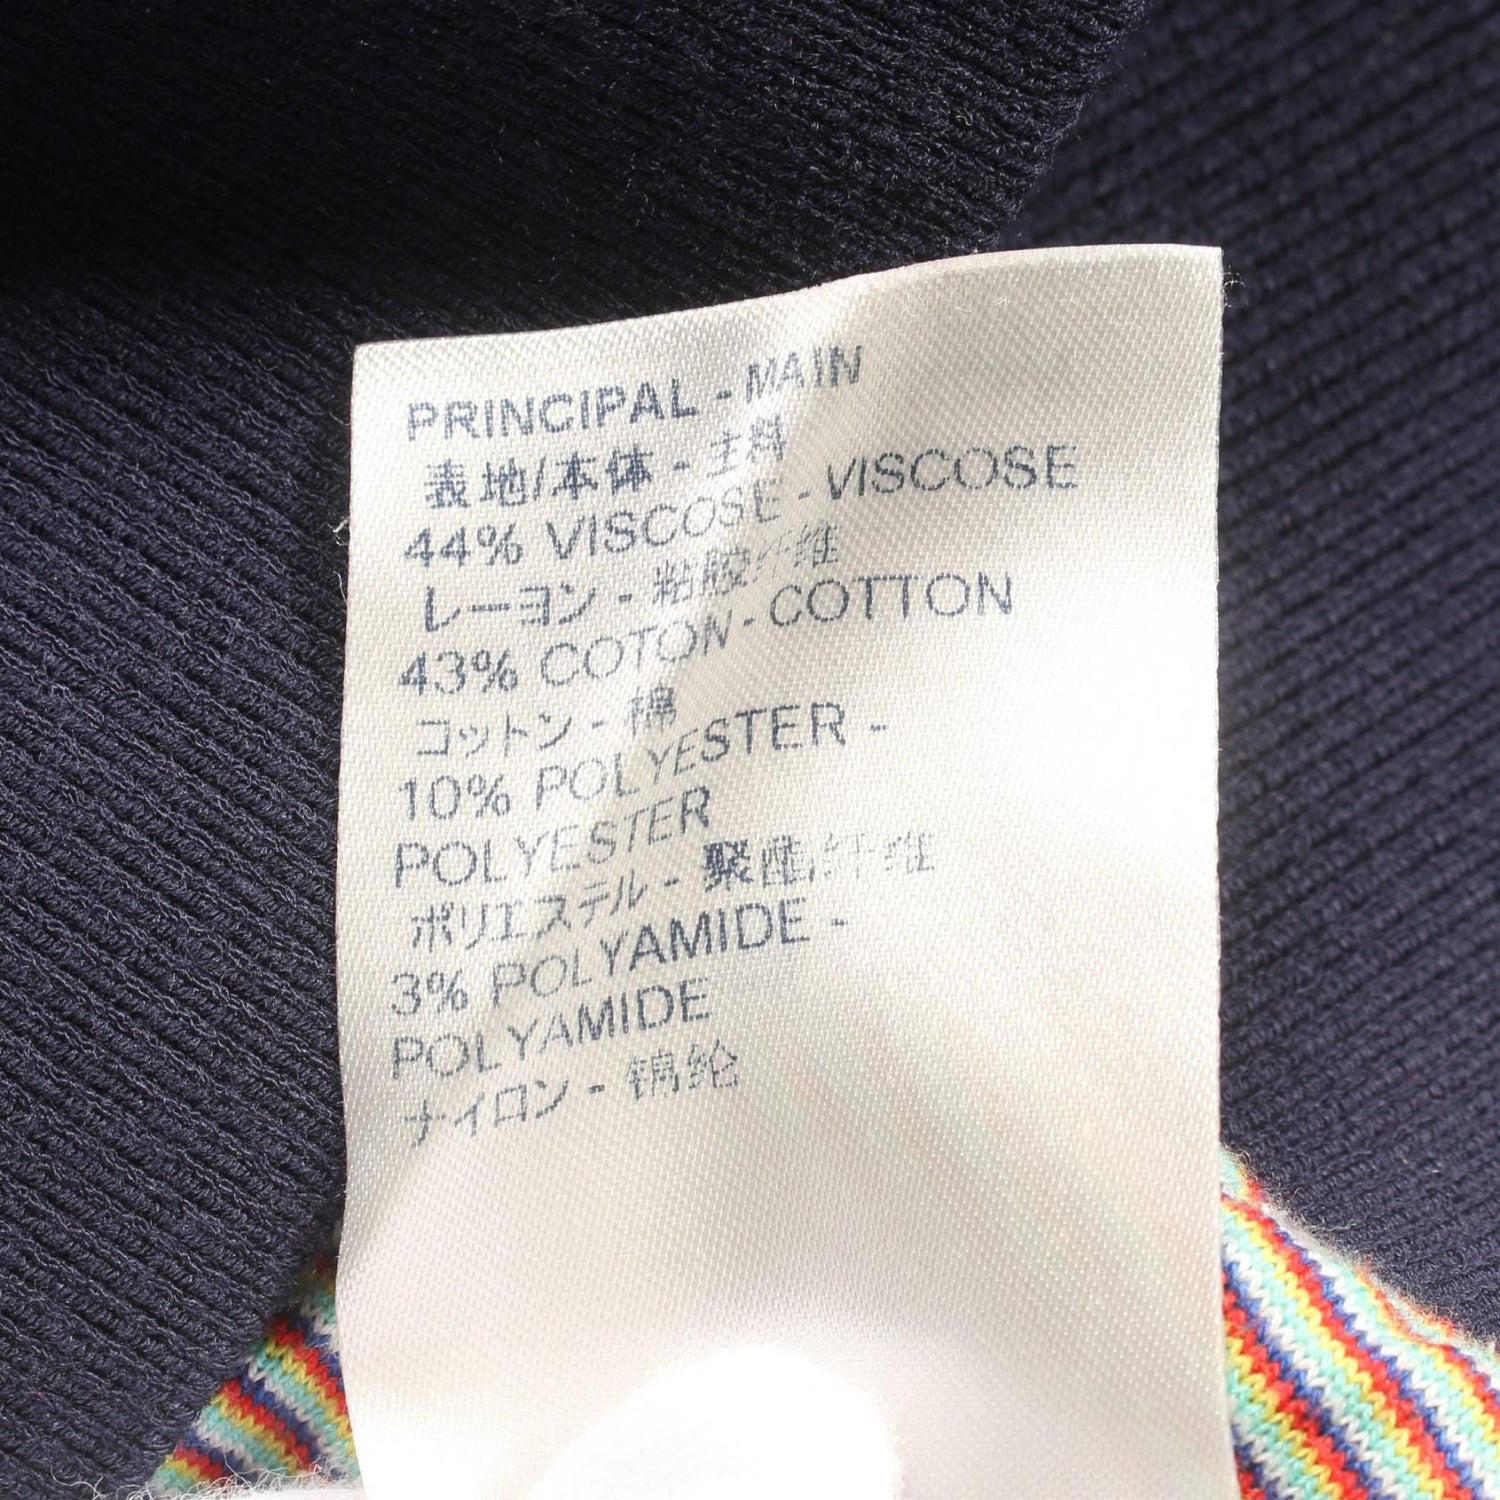 PRINCIPAL - MAIN
表地/本体 - 主料
44% VISCOSE - VISCOSE
レーヨン - 粘胶纤维
43% COTON - COTTON
コットン - 棉
10% POLYESTER -
POLYESTER
ポリエステル - 聚酯纤维
3% POLYAMIDE -
POLYAMIDE
ナイロン - 锦纶